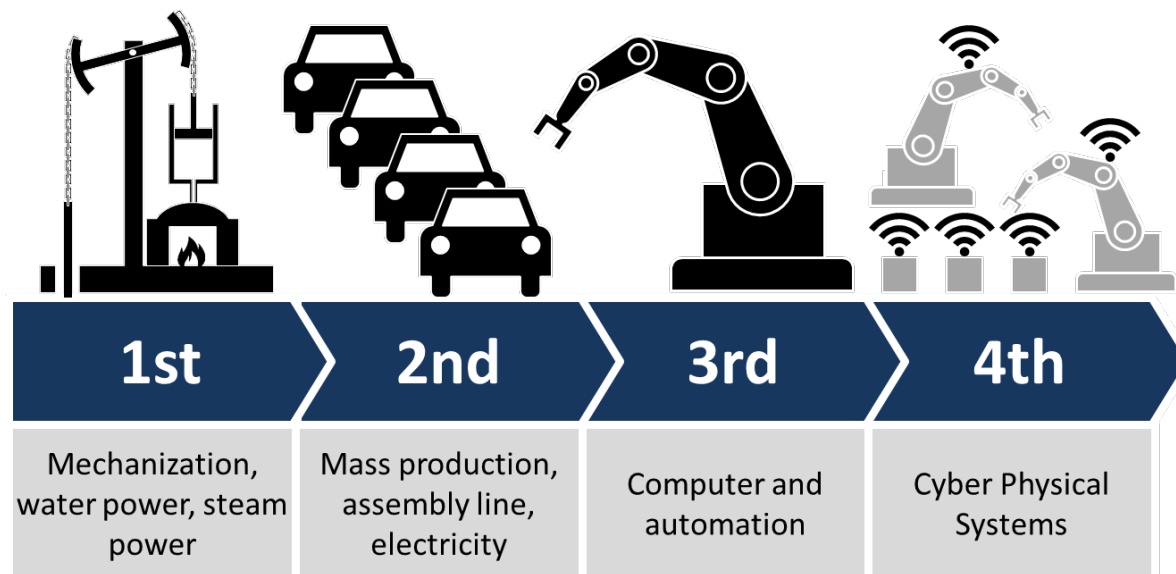 1st
2nd
3rd
4th
Mechanization,
water power, steam
power
Mass production,
assembly line,
electricity
Computer and
automation
Cyber Physical
Systems